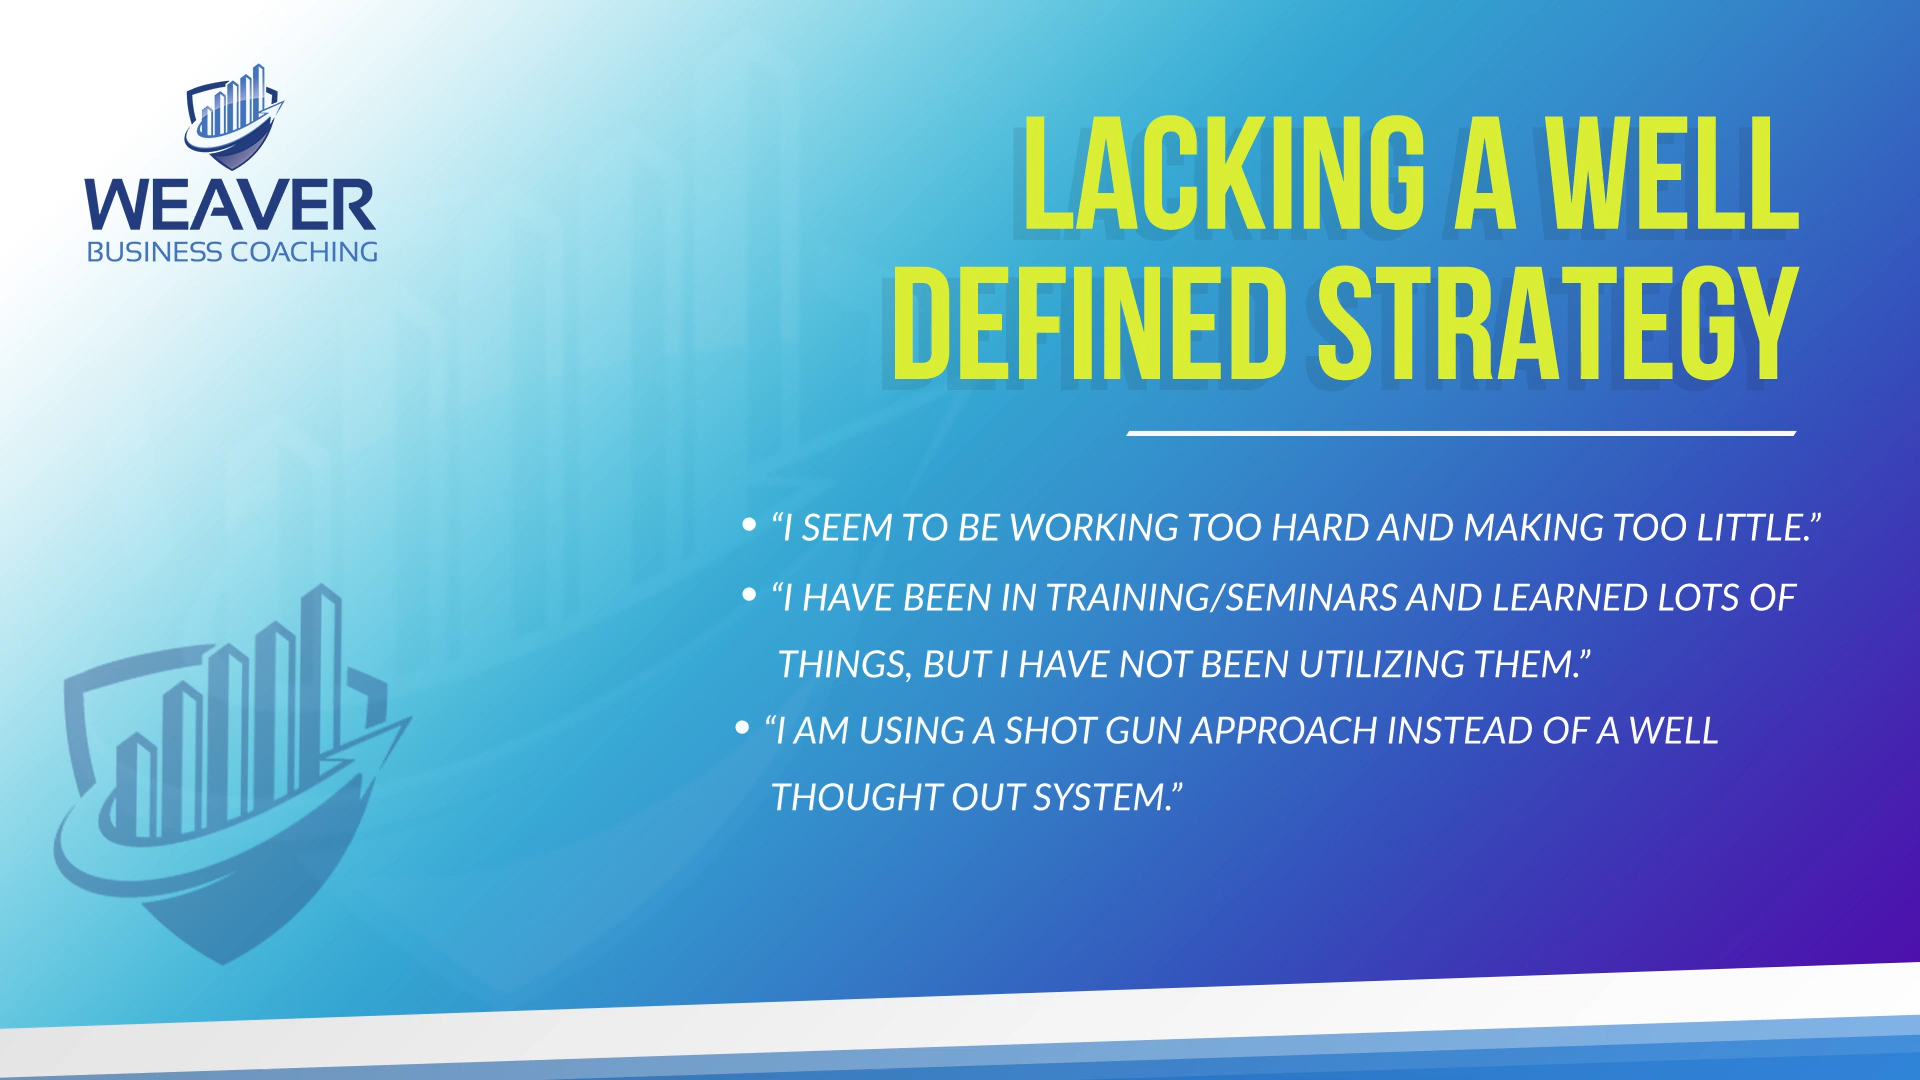 WEAVER
BUSINESS COACHING
LACKING A WELL
DEFINED STRATEGY
• “I SEEM TO BE WORKING TOO HARD AND MAKING TOO LITTLE.”
• “I HAVE BEEN IN TRAINING/SEMINARS AND LEARNED LOTS OF
THINGS, BUT I HAVE NOT BEEN UTILIZING THEM.”
• “I AM USING A SHOT GUN APPROACH INSTEAD OF A WELL
THOUGHT OUT SYSTEM.”